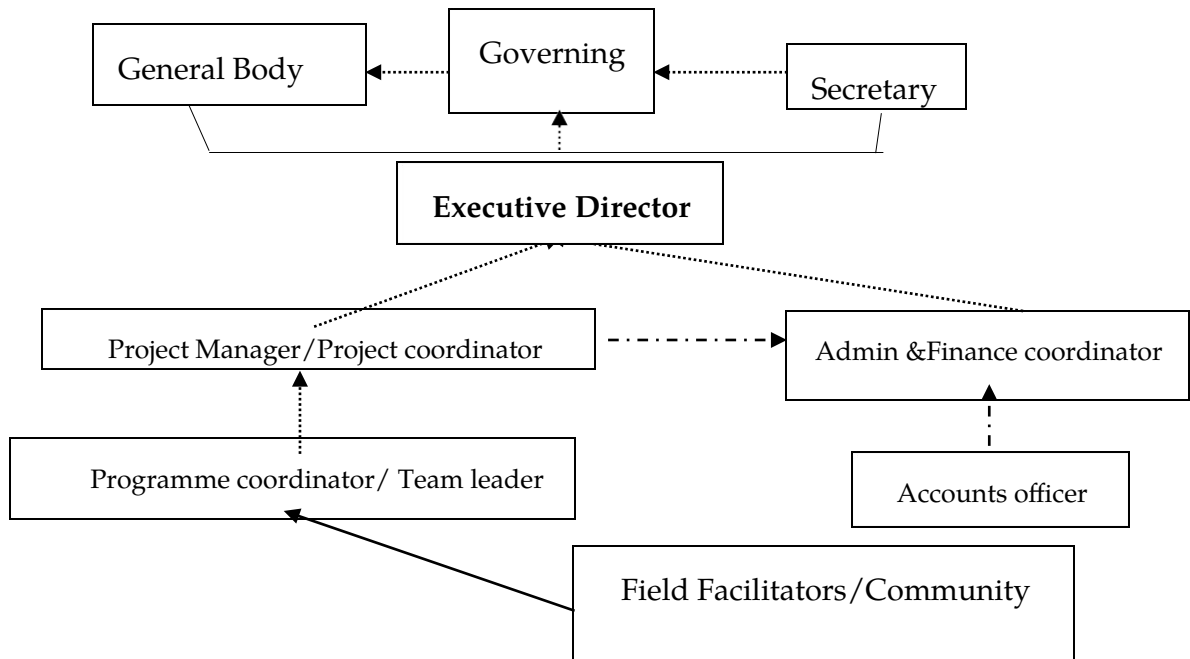 General Body
Governing
Secretary
Executive Director
Project Manager/Project coordinator
Admin &Finance coordinator
Programme coordinator/ Team leader
Accounts officer
Field Facilitators/Community